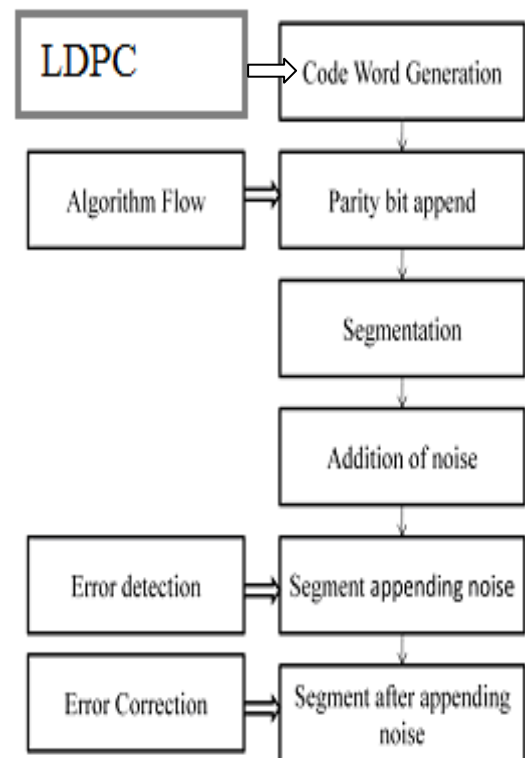 LDPC
Code Word Generation
Algorithm Flow
Parity bit append
Segmentation
Addition of noise
Error detection
Segment appending noise
Error Correction
Segment after appending
noise